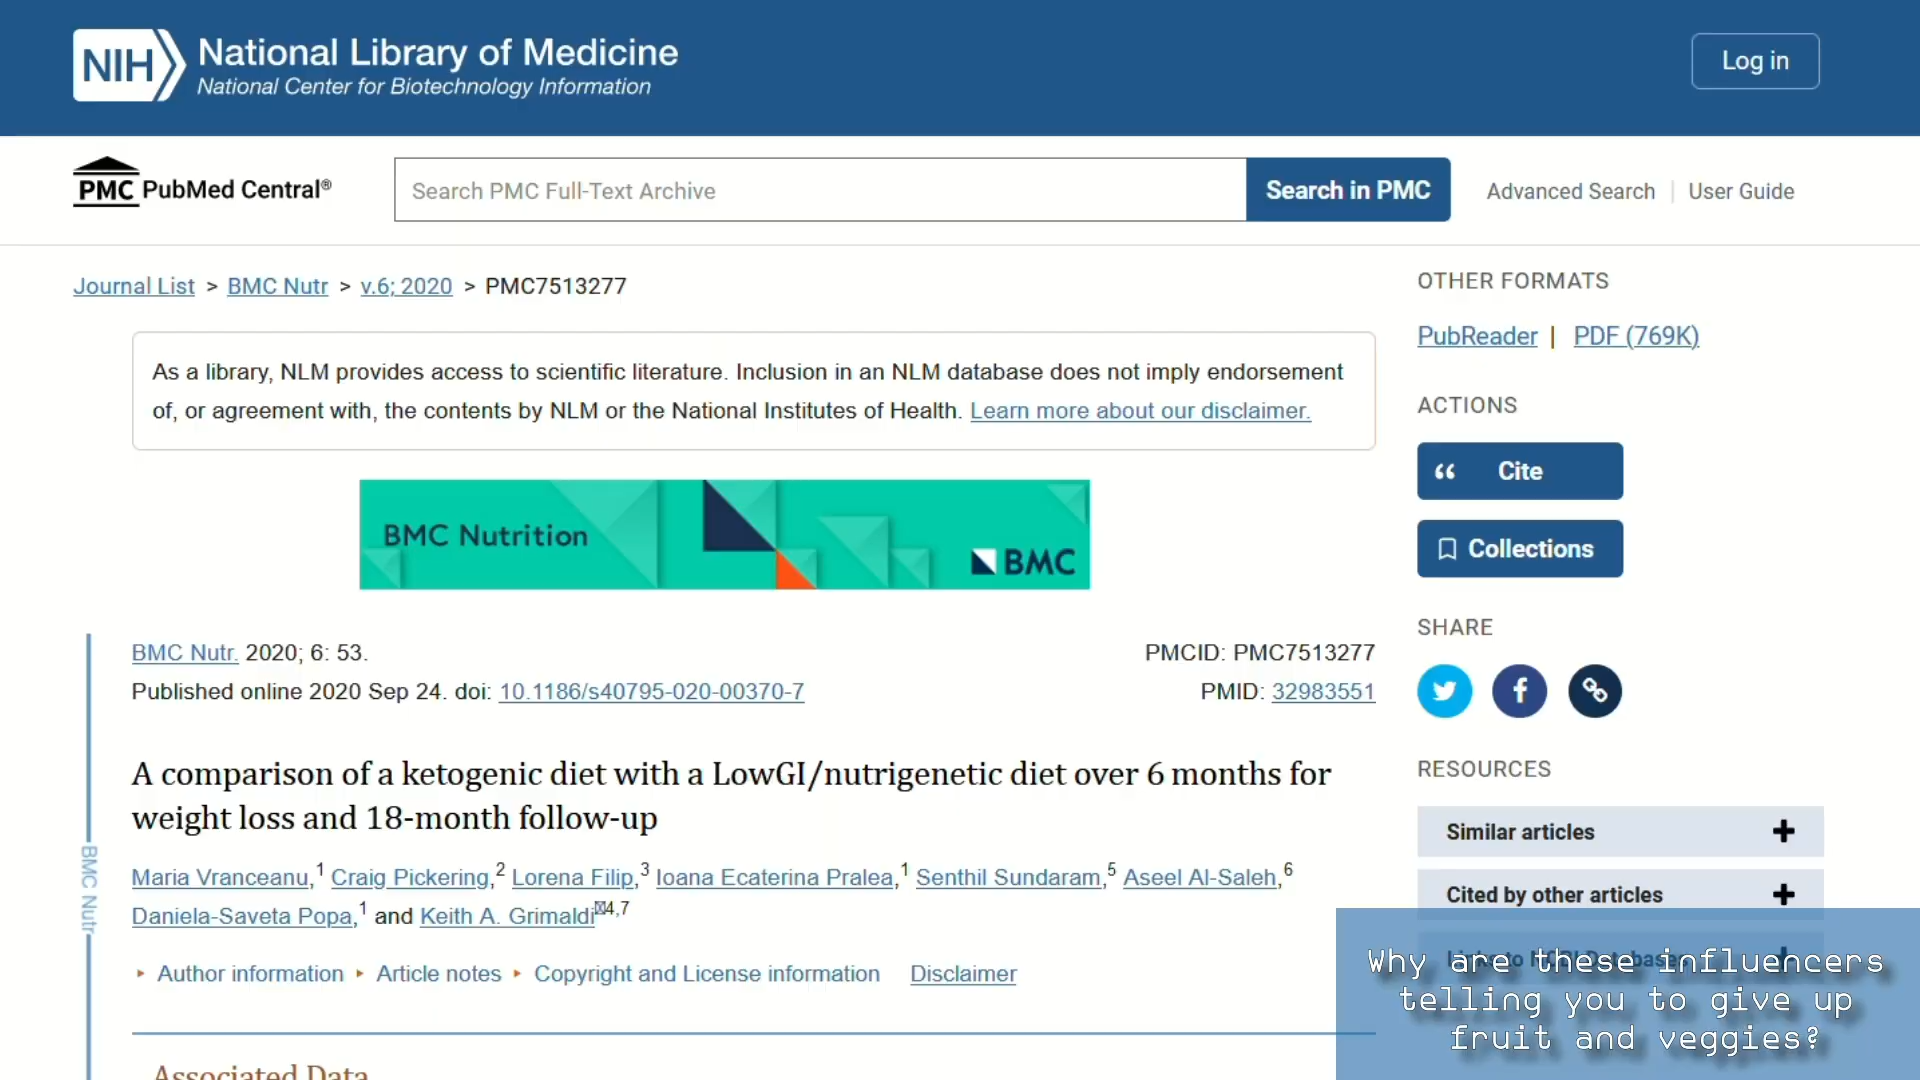 NIH National Library of Medicine
National Center for Biotechnology Information
Log in
PMC PubMed Central®
Search PMC Full-Text Archive
Search in PMC
Advanced Search
User Guide
Journal List > BMC Nutr > v.6; 2020 > PMC7513277
As a library, NLM provides access to scientific literature. Inclusion in an NLM database does not imply endorsement
of, or agreement with, the contents by NLM or the National Institutes of Health. Learn more about our disclaimer.
BMC Nutrition
BMC
BMC Nutr
BMC Nutr. 2020; 6: 53.
PMCID: PMC7513277
Published online 2020 Sep 24. doi: 10.1186/s40795-020-00370-7
PMID: 32983551
A comparison of a ketogenic diet with a LowGI/nutrigenetic diet over 6 months for
weight loss and 18-month follow-up
Maria Vranceanu,1 Craig Pickering,2 Lorena Filip,3 Ioana Ecaterina Pralea,1 Senthil Sundaram,5 Aseel Al-Saleh,6
Daniela-Saveta Popa,1 and Keith A. Grimaldi4,7
Author information
Article notes
Copyright and License information
Disclaimer
Associated Data
OTHER FORMATS
PubReader | PDF (769K)
ACTIONS
Cite
Collections
SHARE
RESOURCES
Similar articles
Cited by other articles
Why are these influencers
telling you to give up
fruit and veggies?